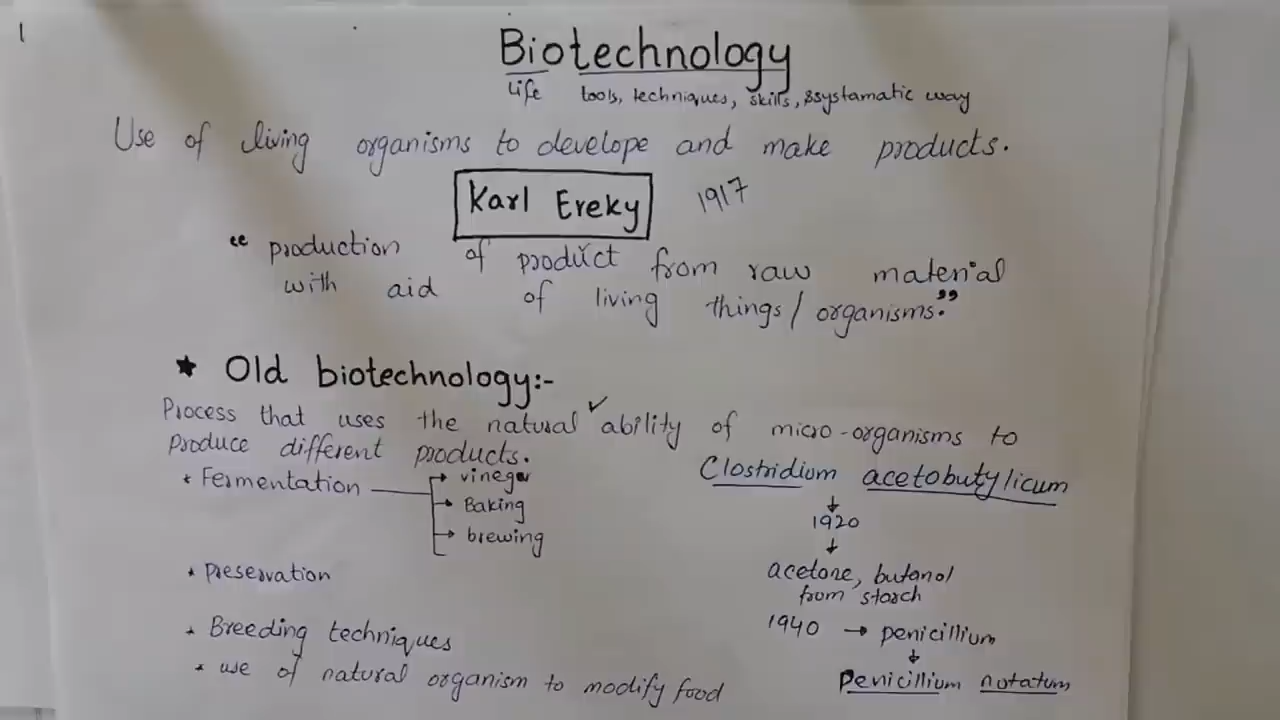 1
Biotechnology
Life tools, techniques, skills, & systamatic way
Use of living organisms to develope and make products.
Karl Ereky 1917
"production of product from raw material
with aid of living things/organisms."
★ Old biotechnology:-
Process that uses the natural ✓ ability of micro-organisms to
produce different products.
* Fermentation → vinegar
→ Baking
→ brewing
* preservation
* Breeding techniques
* use of natural organism to modify food
Clostridium acetobutylicum
↓
1920
↓
acetone, butanol
from starch
1940 → penicillium
↓
Penicillium notatum